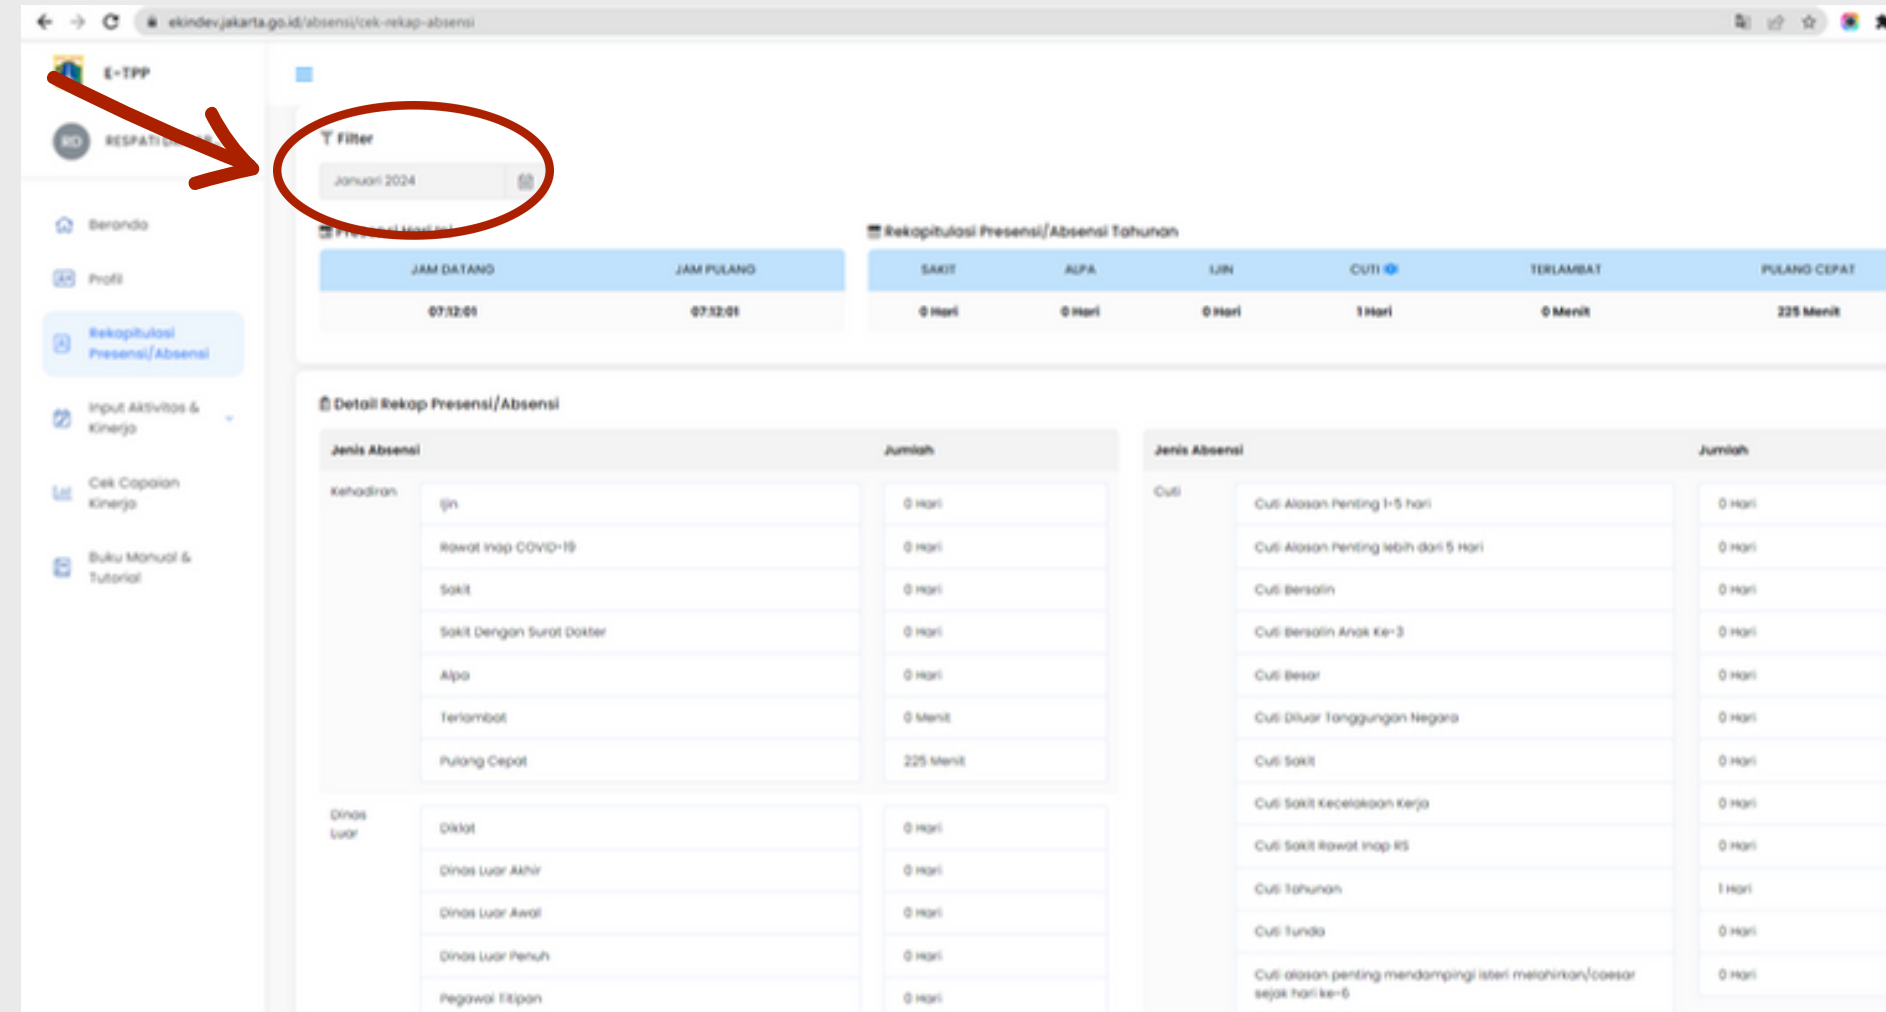 ekindev.jakarta.go.id/absensi/cek-rekap-absensi
E-TPP
RD
RESPATI
Filter
Januari 2024
Beranda
Profil
Rekapitulasi
Presensi/Absensi
Input Aktivitas &
Kinerja
Cek Capaian
Kinerja
Buku Manual &
Tutorial
Presensi Hari Ini
JAM DATANG JAM PULANG
07:12:01 07:12:01
Rekapitulasi Presensi/Absensi Tahunan
SAKIT ALPA IJIN CUTI TERLAMBAT PULANG CEPAT
0 Hari 0 Hari 0 Hari 1 Hari 0 Menit 225 Menit
Detail Rekap Presensi/Absensi
Jenis Absensi Jumlah
Kehadiran
Ijin 0 Hari
Rawat Inap COVID-19 0 Hari
Sakit 0 Hari
Sakit Dengan Surat Dokter 0 Hari
Alpa 0 Hari
Terlambat 0 Menit
Pulang Cepat 225 Menit
Dinas
Luar
Diklat 0 Hari
Dinas Luar Akhir 0 Hari
Dinas Luar Awal 0 Hari
Dinas Luar Penuh 0 Hari
Pegawai Titipan 0 Hari
Jenis Absensi Jumlah
Cuti
Cuti Alasan Penting 1-5 hari 0 Hari
Cuti Alasan Penting lebih dari 5 Hari 0 Hari
Cuti Bersalin 0 Hari
Cuti Bersalin Anak Ke-3 0 Hari
Cuti Besar 0 Hari
Cuti Diluar Tanggungan Negara 0 Hari
Cuti Sakit 0 Hari
Cuti Sakit Kecelakaan Kerja 0 Hari
Cuti Sakit Rawat Inap RS 0 Hari
Cuti Tahunan 1 Hari
Cuti Tunda 0 Hari
Cuti alasan penting mendampingi isteri melahirkan/caesar 0 Hari
sejak hari ke-6